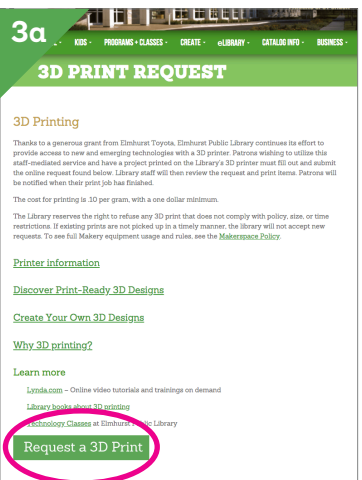 3a
KIDS - PROGRAMS + CLASSES - CREATE - eLIBRARY - CATALOG INFO - BUSINESS -
3D PRINT REQUEST
3D Printing
Thanks to a generous grant from Elmhurst Toyota, Elmhurst Public Library continues its effort to
provide access to new and emerging technologies with a 3D printer. Patrons wishing to utilize this
staff-mediated service and have a project printed on the Library's 3D printer must fill out and submit
the online request found below. Library staff will then review the request and print items. Patrons will
be notified when their print job has finished.
The cost for printing is .10 per gram, with a one dollar minimum.
The Library reserves the right to refuse any 3D print that does not comply with policy, size, or time
restrictions. If existing prints are not picked up in a timely manner, the library will not accept new
requests. To see full Makery equipment usage and rules, see the Makerspace Policy.
Printer information
Discover Print-Ready 3D Designs
Create Your Own 3D Designs
Why 3D printing?
Learn more
Lynda.com – Online video tutorials and trainings on demand
Library books about 3D printing
Technology Classes at Elmhurst Public Library
Request a 3D Print